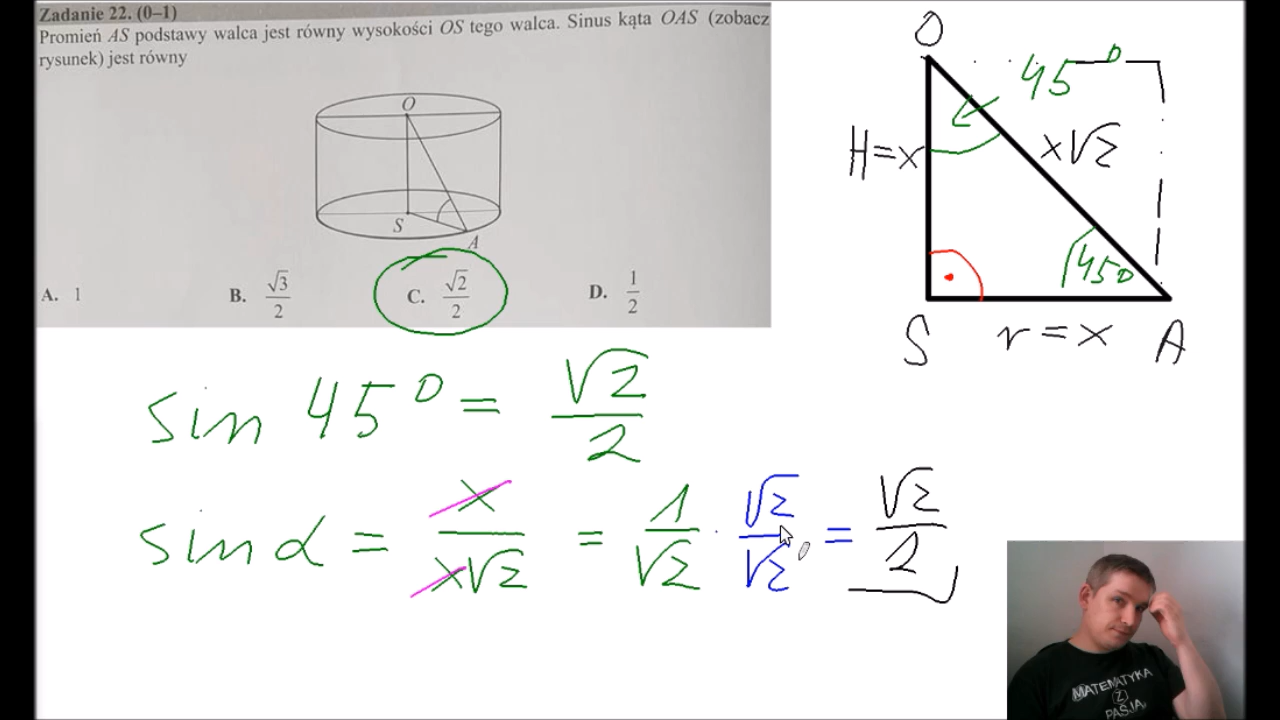 Zadanie 22. (0–1)
Promień AS podstawy walca jest równy wysokości OS tego walca. Sinus kąta OAS (zobacz
rysunek) jest równy
O
S
A
A. 1
B. √3/2
C. √2/2
D. 1/2
O
45°
H = x
x√2
45°
S
r = x
A
sin 45° = √2/2
sin α = x/x√2 = 1/√2 · √2/√2 = √2/2
MATEMATYKA
Z
PASJĄ